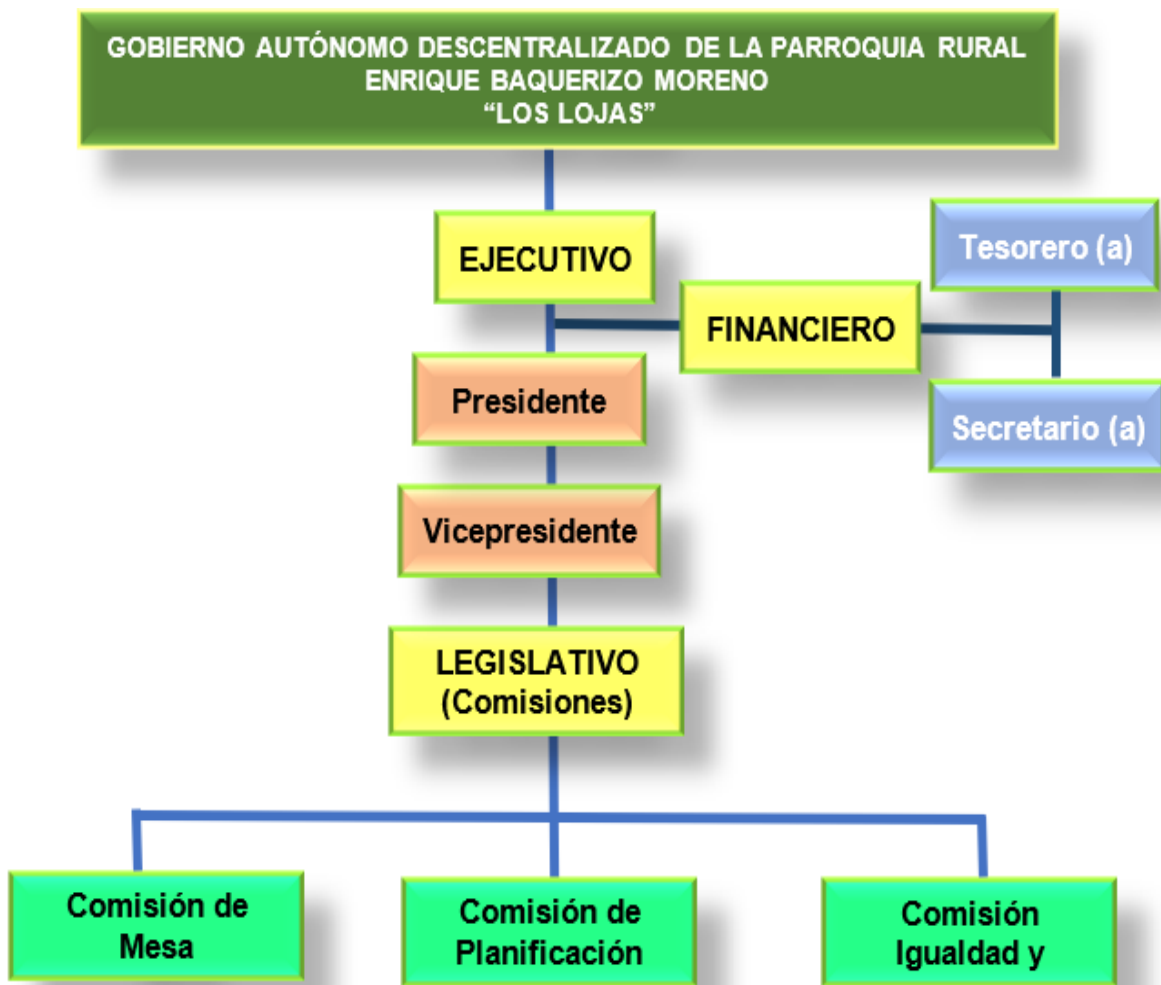 GOBIERNO AUTÓNOMO DESCENTRALIZADO DE LA PARROQUIA RURAL
ENRIQUE BAQUERIZO MORENO
“LOS LOJAS”
EJECUTIVO
Tesorero (a)
FINANCIERO
Presidente
Secretario (a)
Vicepresidente
LEGISLATIVO
(Comisiones)
Comisión de
Mesa
Comisión de
Planificación
Comisión
Igualdad y